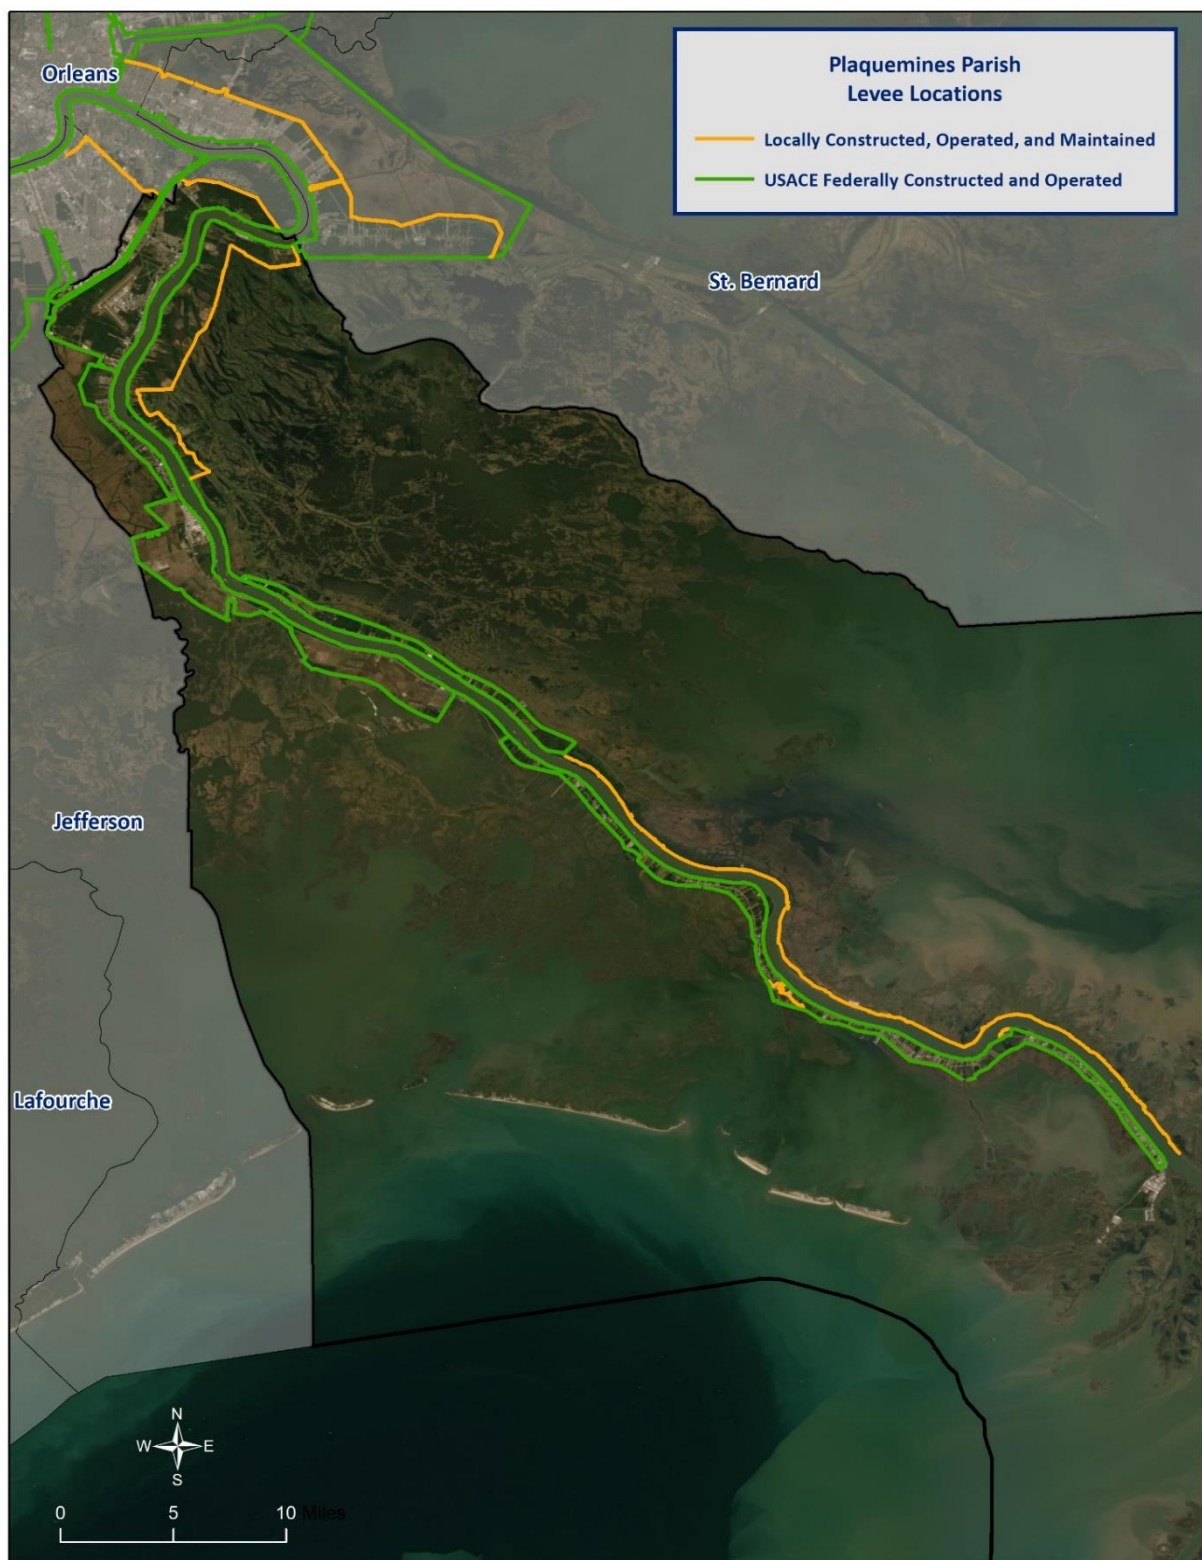 Plaquemines Parish
Levee Locations
Locally Constructed, Operated, and Maintained
USACE Federally Constructed and Operated
Orleans
St. Bernard
Jefferson
Lafourche
N
W E
S
0 5 10 Miles